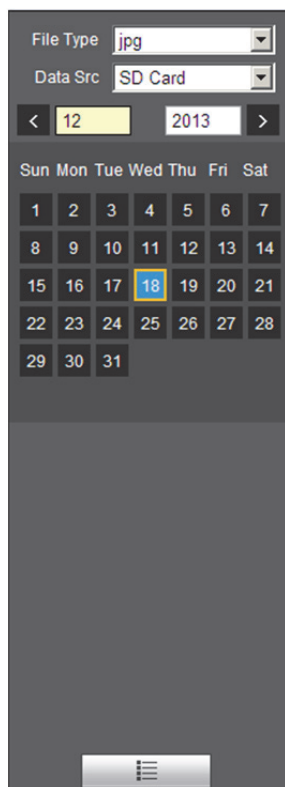 File Type jpg
Data Src SD Card
< 12 2013 >
Sun Mon Tue Wed Thu Fri Sat
1 2 3 4 5 6 7
8 9 10 11 12 13 14
15 16 17 18 19 20 21
22 23 24 25 26 27 28
29 30 31